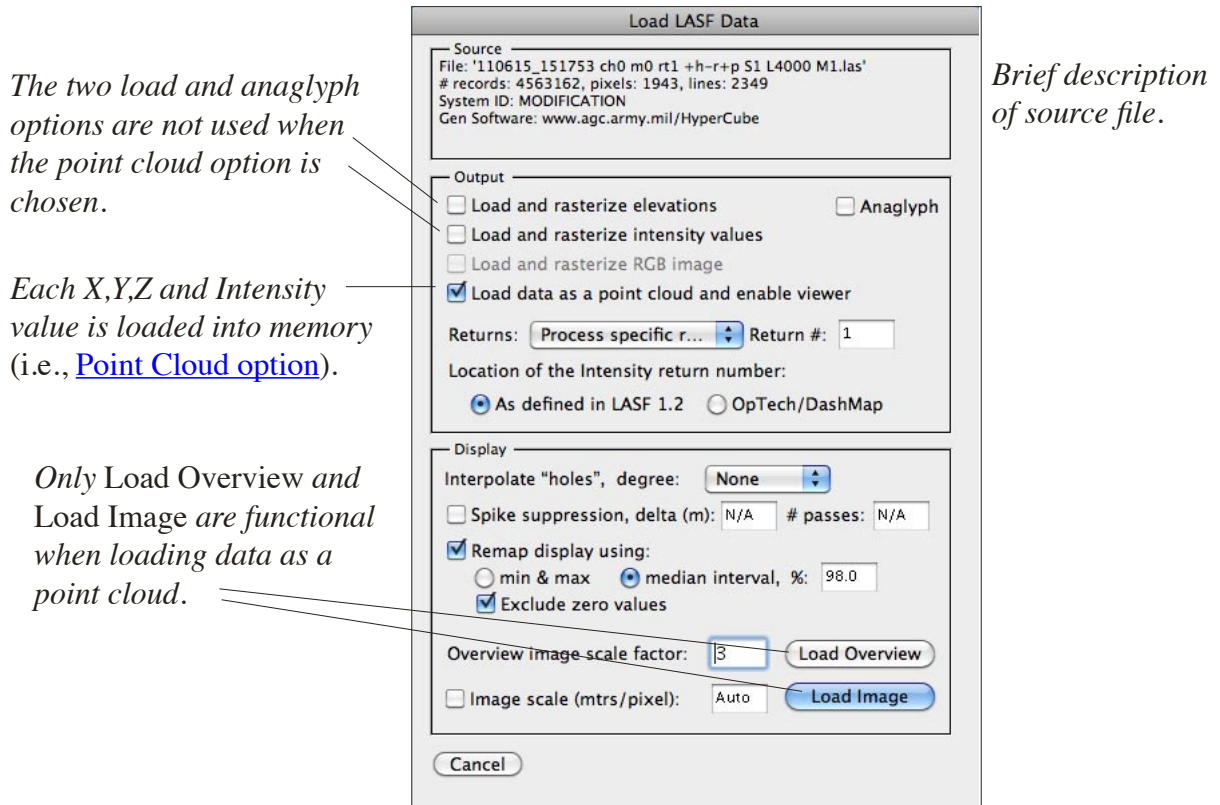 Load LASF Data
Source
File: '110615_151753 ch0 m0 rt1 +h-r+p S1 L4000 M1.las'
# records: 4563162, pixels: 1943, lines: 2349
System ID: MODIFICATION
Gen Software: www.agc.army.mil/HyperCube
Brief description
of source file.
The two load and anaglyph
options are not used when
the point cloud option is
chosen.
Output
Load and rasterize elevations
Anaglyph
Load and rasterize intensity values
Load and rasterize RGB image
Load data as a point cloud and enable viewer
Each X,Y,Z and Intensity
value is loaded into memory
(i.e., Point Cloud option).
Returns: Process specific r... Return #: 1
Location of the Intensity return number:
As defined in LASF 1.2 OpTech/DashMap
Only Load Overview and
Load Image are functional
when loading data as a
point cloud.
Display
Interpolate “holes”, degree: None
Spike suppression, delta (m): N/A # passes: N/A
Remap display using:
min & max median interval, %: 98.0
Exclude zero values
Overview image scale factor: 3 Load Overview
Image scale (mtrs/pixel): Auto Load Image
Cancel